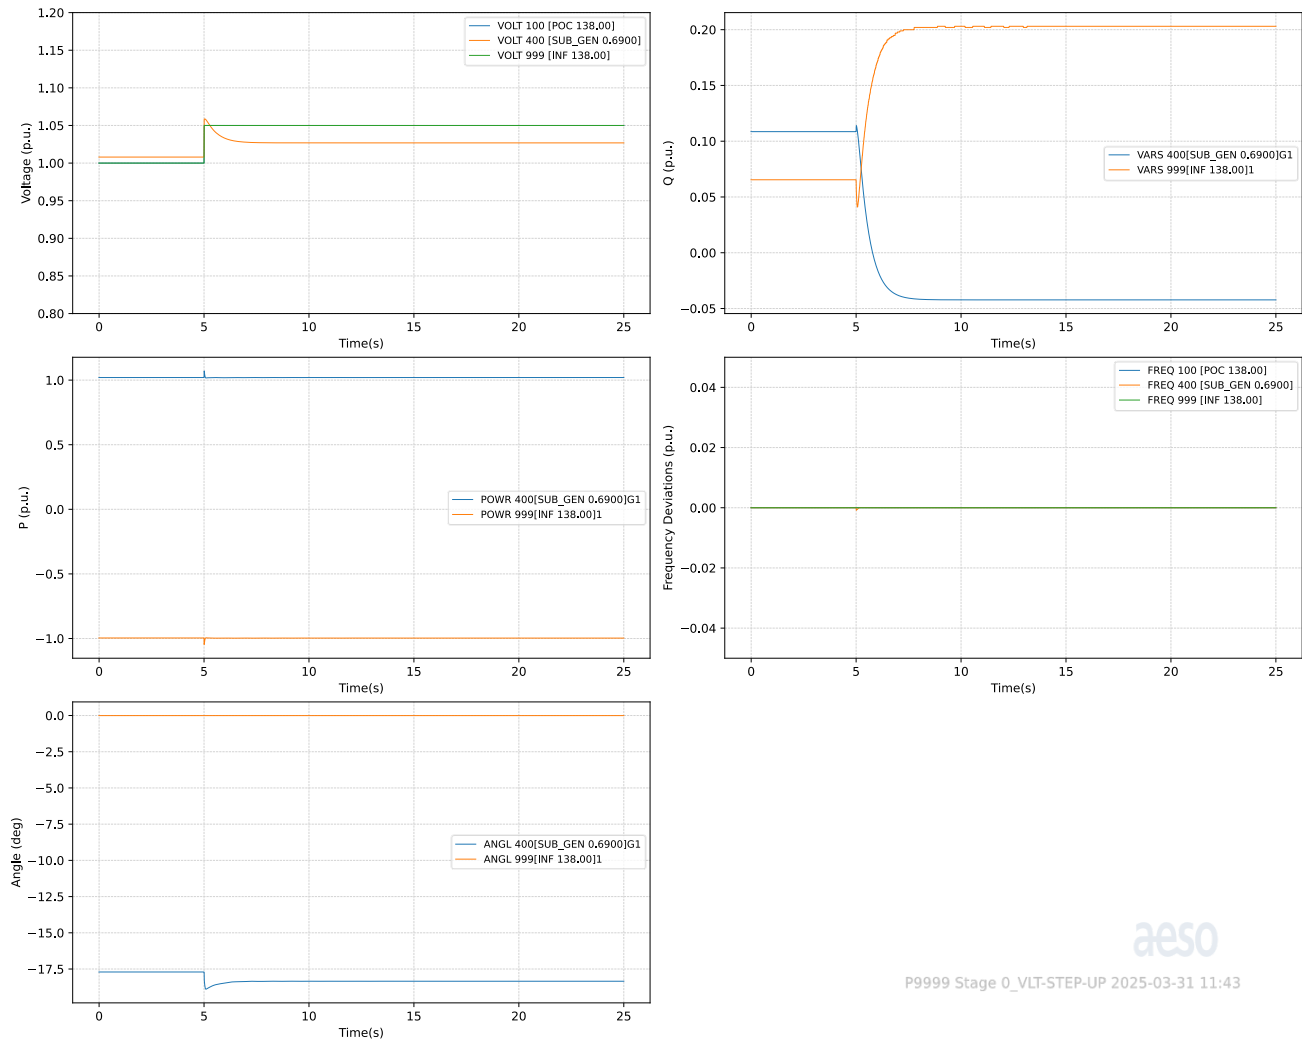 1.20
1.15
1.10
1.05
1.00
0.95
0.90
0.85
0.80
Voltage (p.u.)
VOLT 100 [POC 138.00]
VOLT 400 [SUB_GEN 0.6900]
VOLT 999 [INF 138.00]
0 5 10 15 20 25
Time(s)
0.20
0.15
0.10
0.05
0.00
−0.05
Q (p.u.)
VARS 400[SUB_GEN 0.6900]G1
VARS 999[INF 138.00]1
0 5 10 15 20 25
Time(s)
1.0
0.5
0.0
−0.5
−1.0
P (p.u.)
POWR 400[SUB_GEN 0.6900]G1
POWR 999[INF 138.00]1
0 5 10 15 20 25
Time(s)
0.04
0.02
0.00
−0.02
−0.04
Frequency Deviations (p.u.)
FREQ 100 [POC 138.00]
FREQ 400 [SUB_GEN 0.6900]
FREQ 999 [INF 138.00]
0 5 10 15 20 25
Time(s)
0.0
−2.5
−5.0
−7.5
−10.0
−12.5
−15.0
−17.5
Angle (deg)
ANGL 400[SUB_GEN 0.6900]G1
ANGL 999[INF 138.00]1
0 5 10 15 20 25
Time(s)
aeso
P9999 Stage 0_VLT-STEP-UP 2025-03-31 11:43